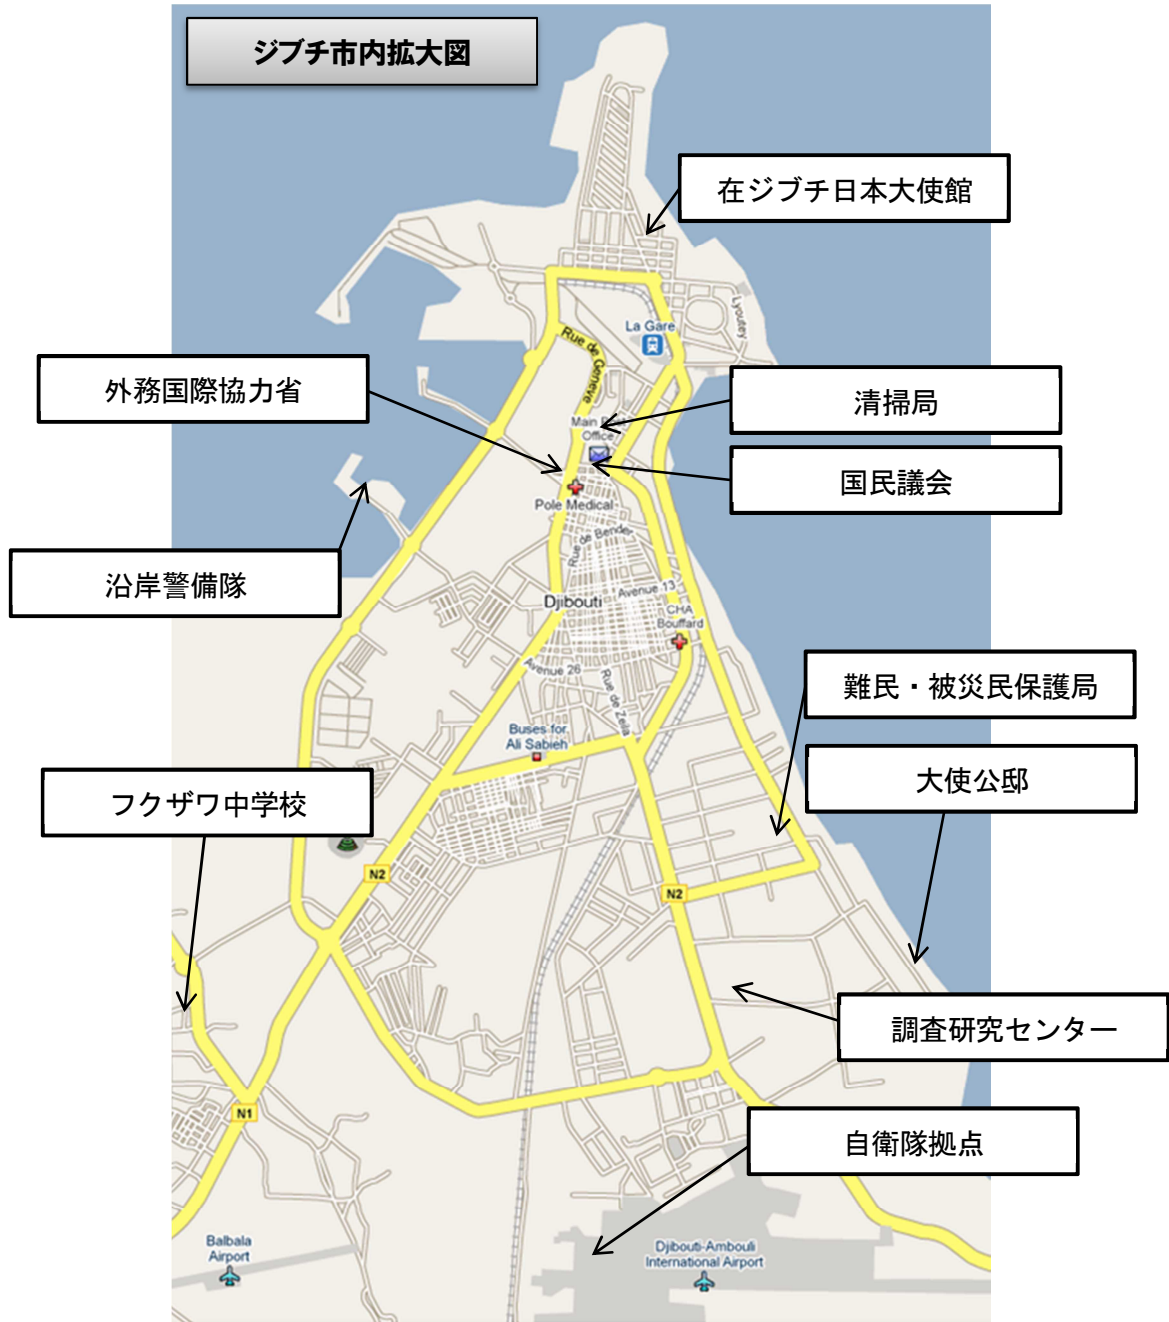 ジブチ市内拡大図
在ジブチ日本大使館
Lyoutey
La Gare
Rue de Geneve
外務国際協力省
清掃局
Main Post
Office
国民議会
Pole Medical
Rue de Bender
沿岸警備隊
Avenue 13
Djibouti
CHA
Bouffard
Avenue 26
Rue de Zeila
難民・被災民保護局
Buses for
Ali Sabieh
大使公邸
フクザワ中学校
N2
N2
調査研究センター
N1
自衛隊拠点
Balbala
Airport
Djibouti-Ambouli
International Airport